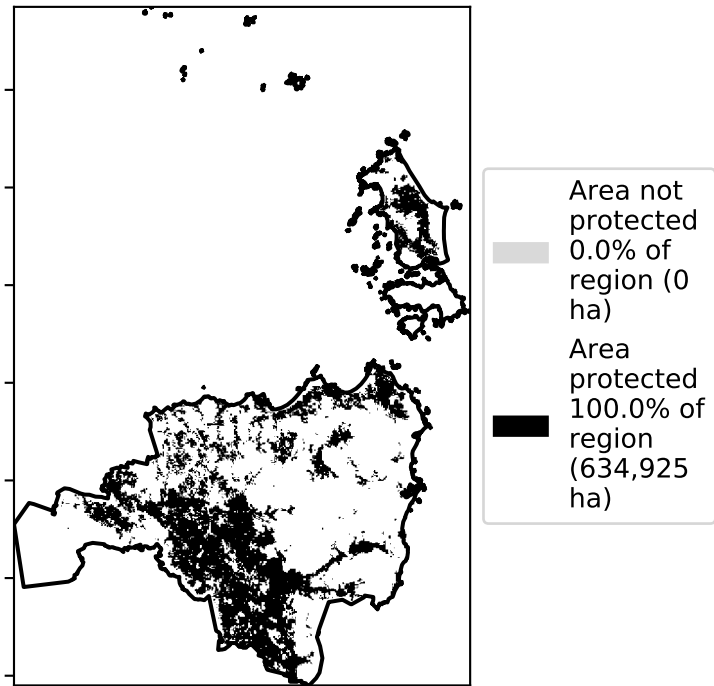 Area not
protected
0.0% of
region (0
ha)
Area
protected
100.0% of
region
(634,925
ha)